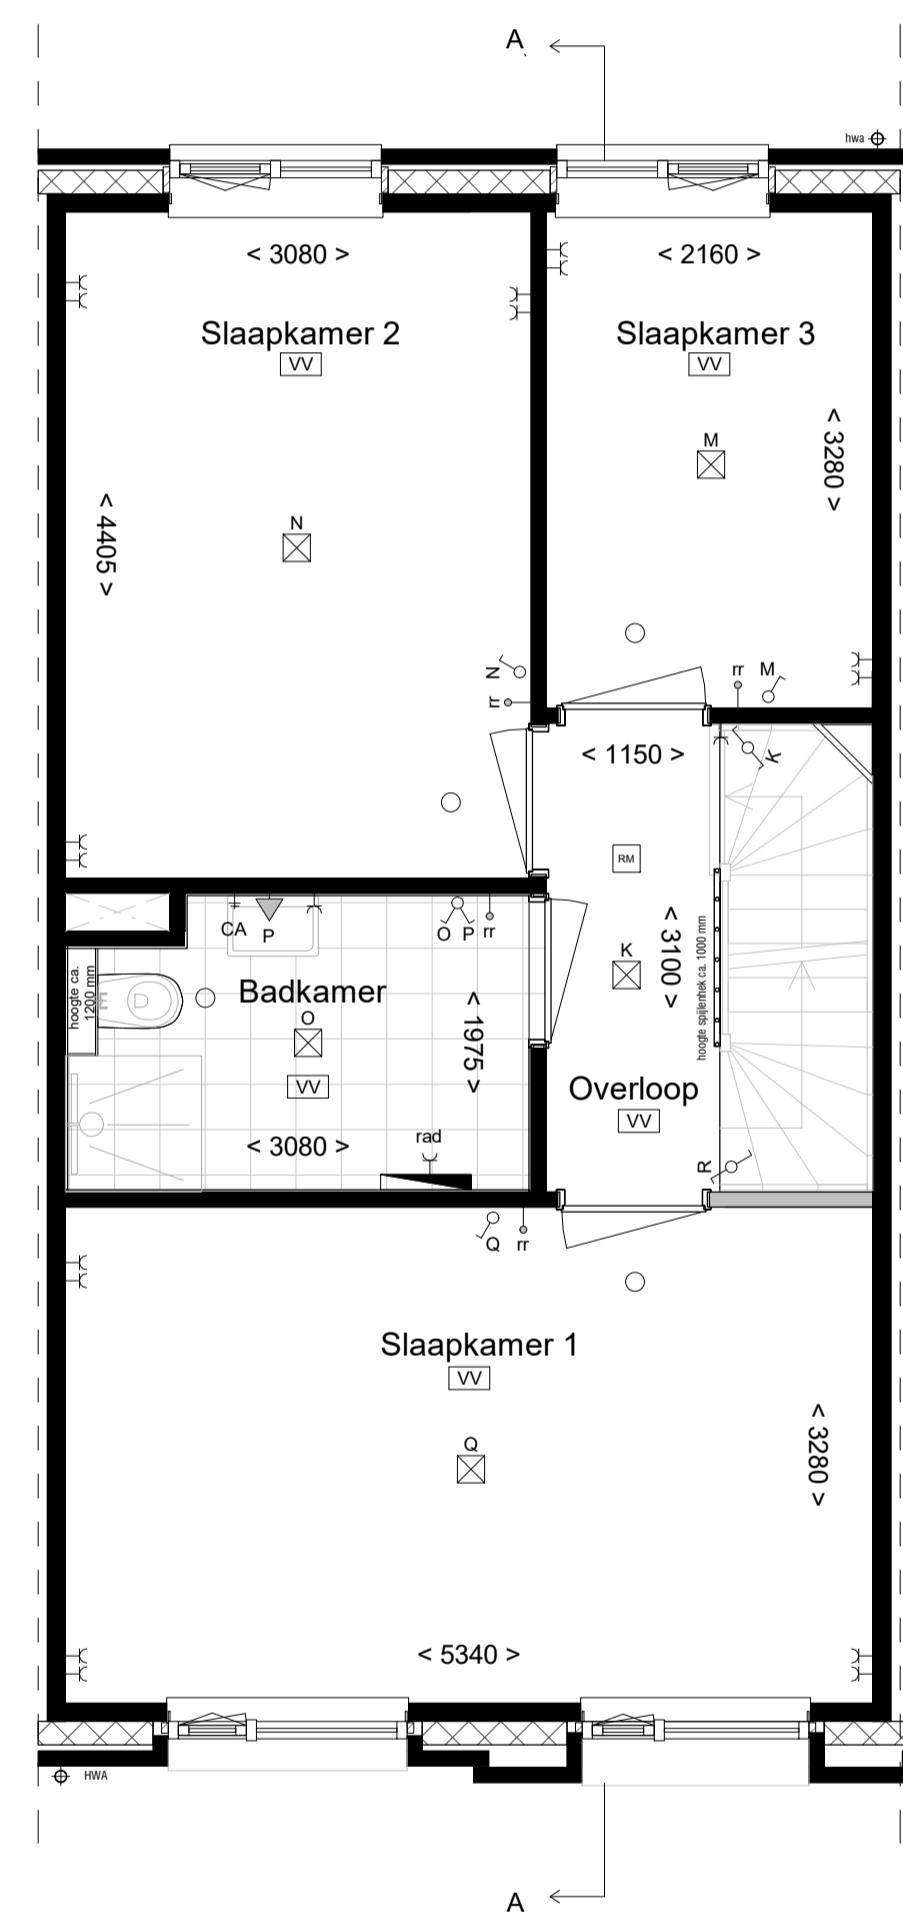 A
hwa
< 3080 >
< 2160 >
Slaapkamer 2
Slaapkamer 3
VV
VV
< 3280 >
M
< 4405 >
N
N
rr
rr
M
K
< 1150 >
RM
CA
P
O
P
rr
< 3100 >
hoogte spijlenhek ca. 1000 mm
K
hoogte ca.
1200 mm
Badkamer
O
< 1975 >
VV
Overloop
VV
< 3080 >
rad
R
Q
rr
Slaapkamer 1
VV
Q
< 3280 >
< 5340 >
HWA
A